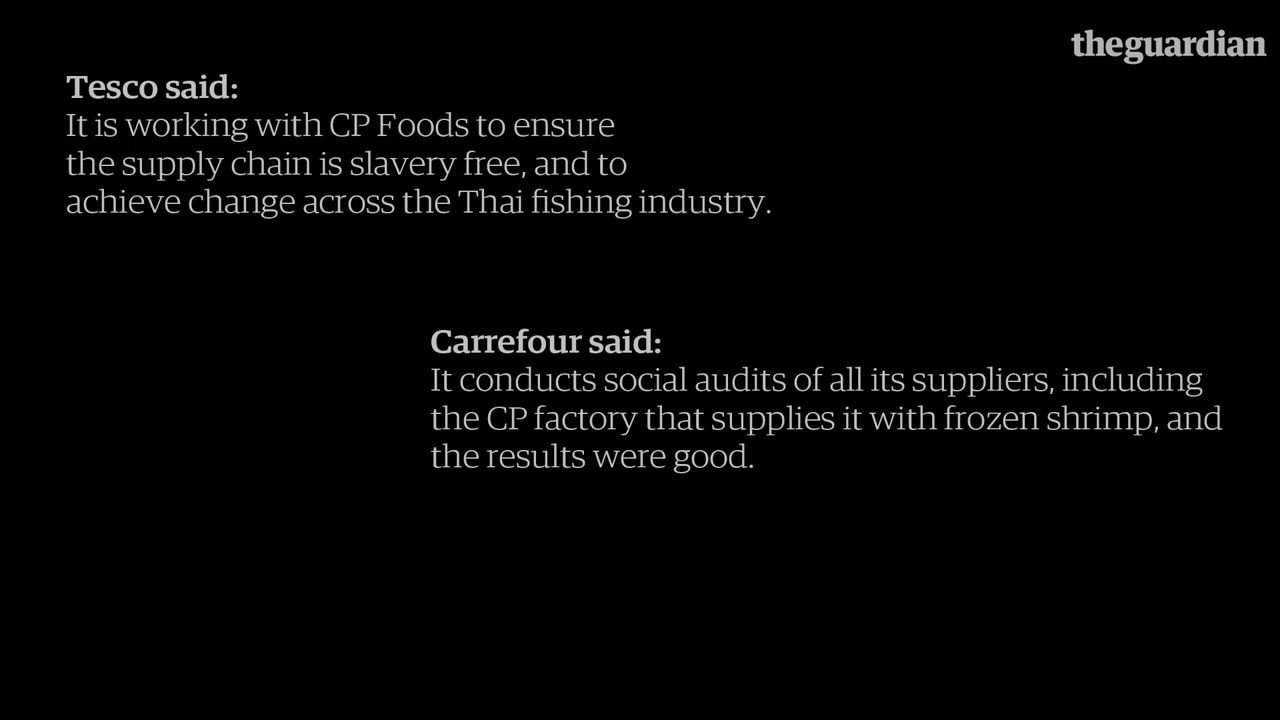 theguardian
Tesco said:
It is working with CP Foods to ensure
the supply chain is slavery free, and to
achieve change across the Thai fishing industry.
Carrefour said:
It conducts social audits of all its suppliers, including
the CP factory that supplies it with frozen shrimp, and
the results were good.